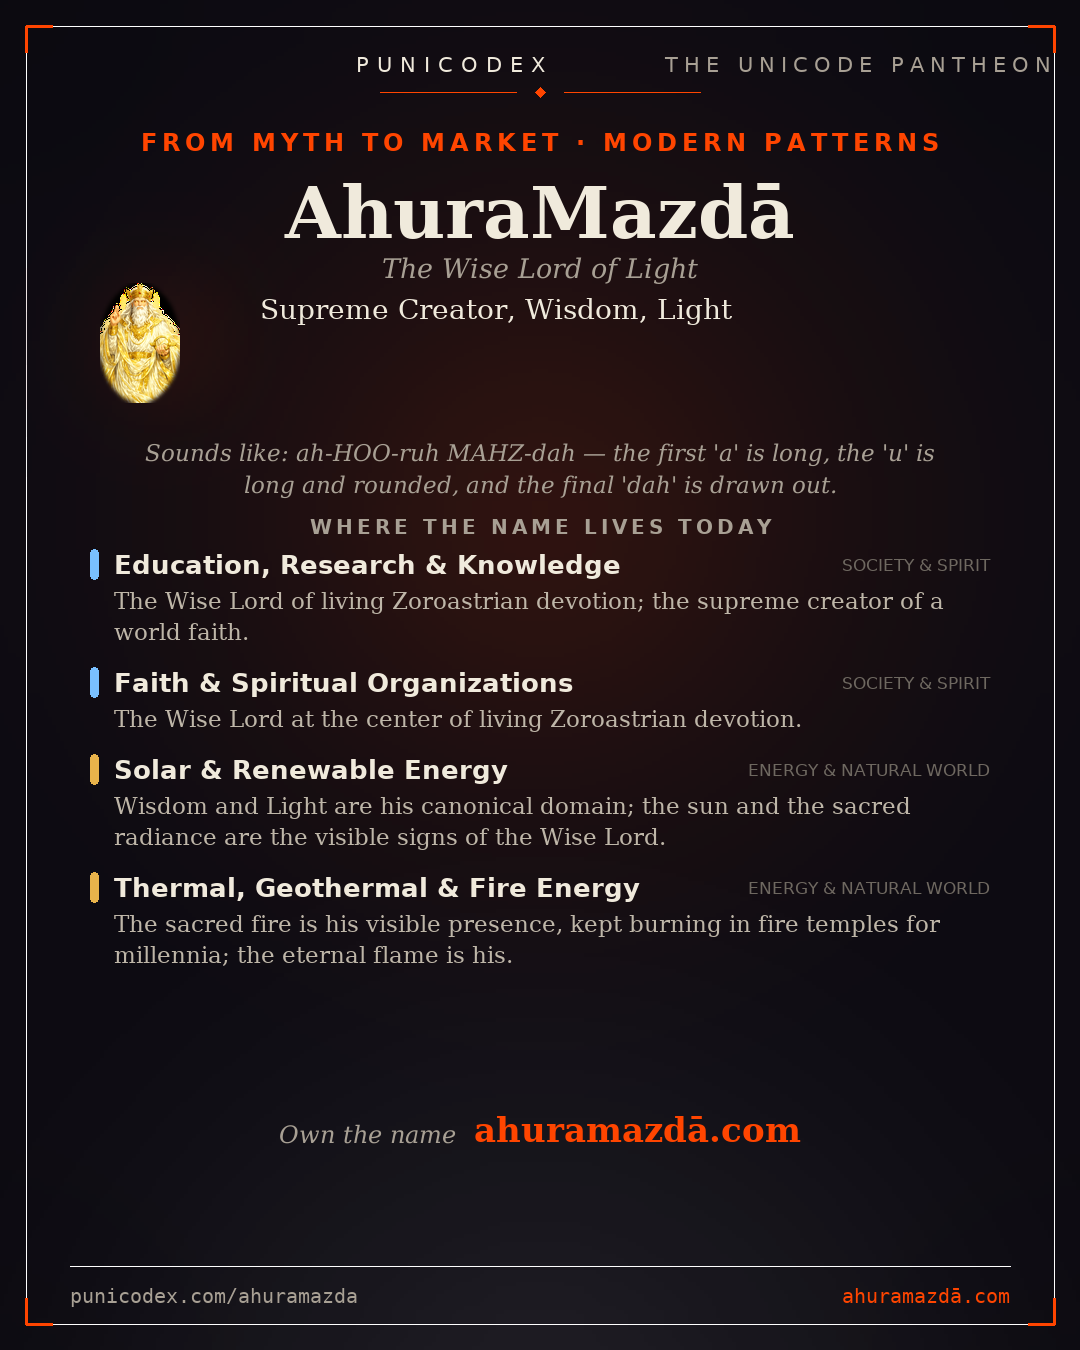 PUNICODEX THE UNICODE PANTHEON
FROM MYTH TO MARKET · MODERN PATTERNS
AhuraMazdā
The Wise Lord of Light
Supreme Creator, Wisdom, Light
Sounds like: ah-HOO-ruh MAHZ-dah — the first 'a' is long, the 'u' is
long and rounded, and the final 'dah' is drawn out.
WHERE THE NAME LIVES TODAY
Education, Research & Knowledge SOCIETY & SPIRIT
The Wise Lord of living Zoroastrian devotion; the supreme creator of a
world faith.
Faith & Spiritual Organizations SOCIETY & SPIRIT
The Wise Lord at the center of living Zoroastrian devotion.
Solar & Renewable Energy ENERGY & NATURAL WORLD
Wisdom and Light are his canonical domain; the sun and the sacred
radiance are the visible signs of the Wise Lord.
Thermal, Geothermal & Fire Energy ENERGY & NATURAL WORLD
The sacred fire is his visible presence, kept burning in fire temples for
millennia; the eternal flame is his.
Own the name ahuramazdā.com
punicodex.com/ahuramazda ahuramazdā.com